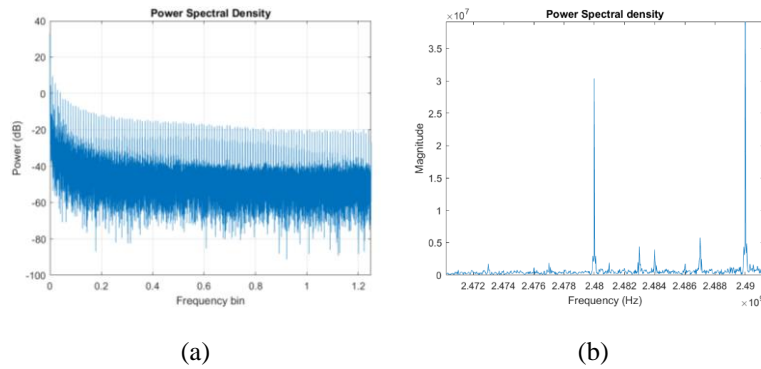 Power Spectral Density
40
20
0
-20
-40
-60
-80
-100
Power (dB)
0 0.2 0.4 0.6 0.8 1 1.2
Frequency bin
(a)
Power Spectral density
×10⁷
3.5
3
2.5
2
1.5
1
0.5
0
Magnitude
2.472 2.474 2.476 2.478 2.48 2.482 2.484 2.486 2.488 2.49
Frequency (Hz)
(b)